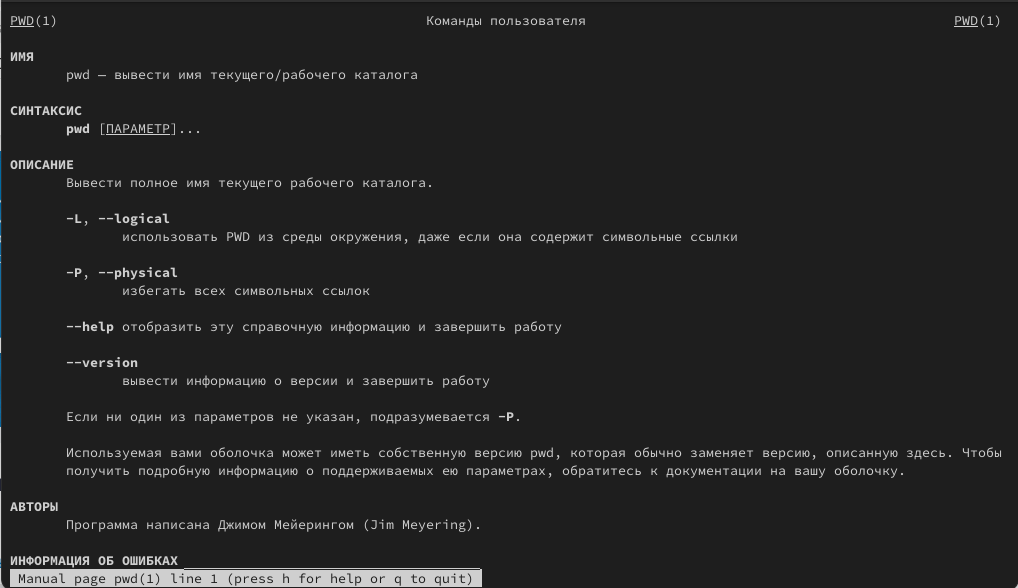 PWD(1) Команды пользователя PWD(1)
ИМЯ
pwd — вывести имя текущего/рабочего каталога
СИНТАКСИС
pwd [ПАРАМЕТР]...
ОПИСАНИЕ
Вывести полное имя текущего рабочего каталога.
-L, --logical
использовать PWD из среды окружения, даже если она содержит символьные ссылки
-P, --physical
избегать всех символьных ссылок
--help отобразить эту справочную информацию и завершить работу
--version
вывести информацию о версии и завершить работу
Если ни один из параметров не указан, подразумевается -P.
Используемая вами оболочка может иметь собственную версию pwd, которая обычно заменяет версию, описанную здесь. Чтобы
получить подробную информацию о поддерживаемых ею параметрах, обратитесь к документации на вашу оболочку.
АВТОРЫ
Программа написана Джимом Мейерингом (Jim Meyering).
ИНФОРМАЦИЯ ОБ ОШИБКАХ
Manual page pwd(1) line 1 (press h for help or q to quit)